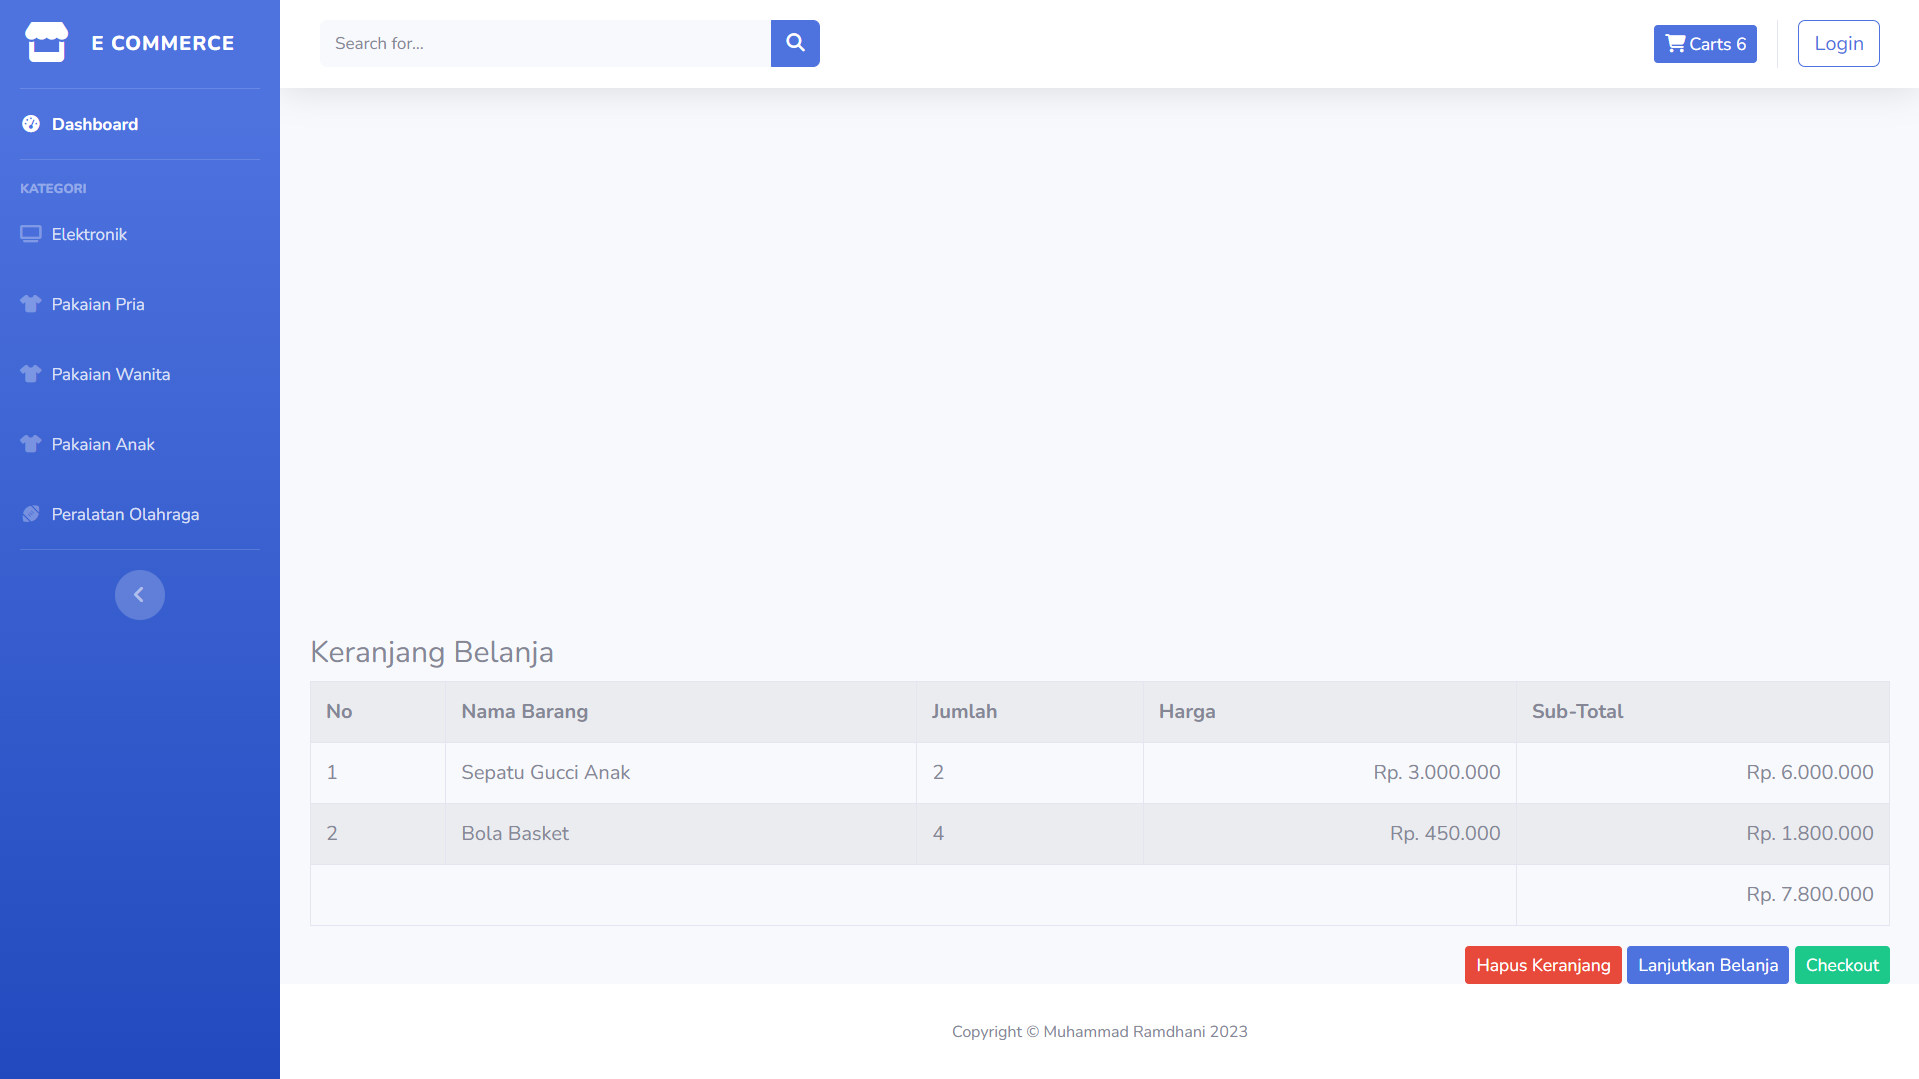 E COMMERCE
Search for...
Carts 6
Login
Dashboard
KATEGORI
Elektronik
Pakaian Pria
Pakaian Wanita
Pakaian Anak
Peralatan Olahraga
Keranjang Belanja
No Nama Barang Jumlah Harga Sub-Total
1 Sepatu Gucci Anak 2 Rp. 3.000.000 Rp. 6.000.000
2 Bola Basket 4 Rp. 450.000 Rp. 1.800.000
Rp. 7.800.000
Hapus Keranjang Lanjutkan Belanja Checkout
Copyright © Muhammad Ramdhani 2023